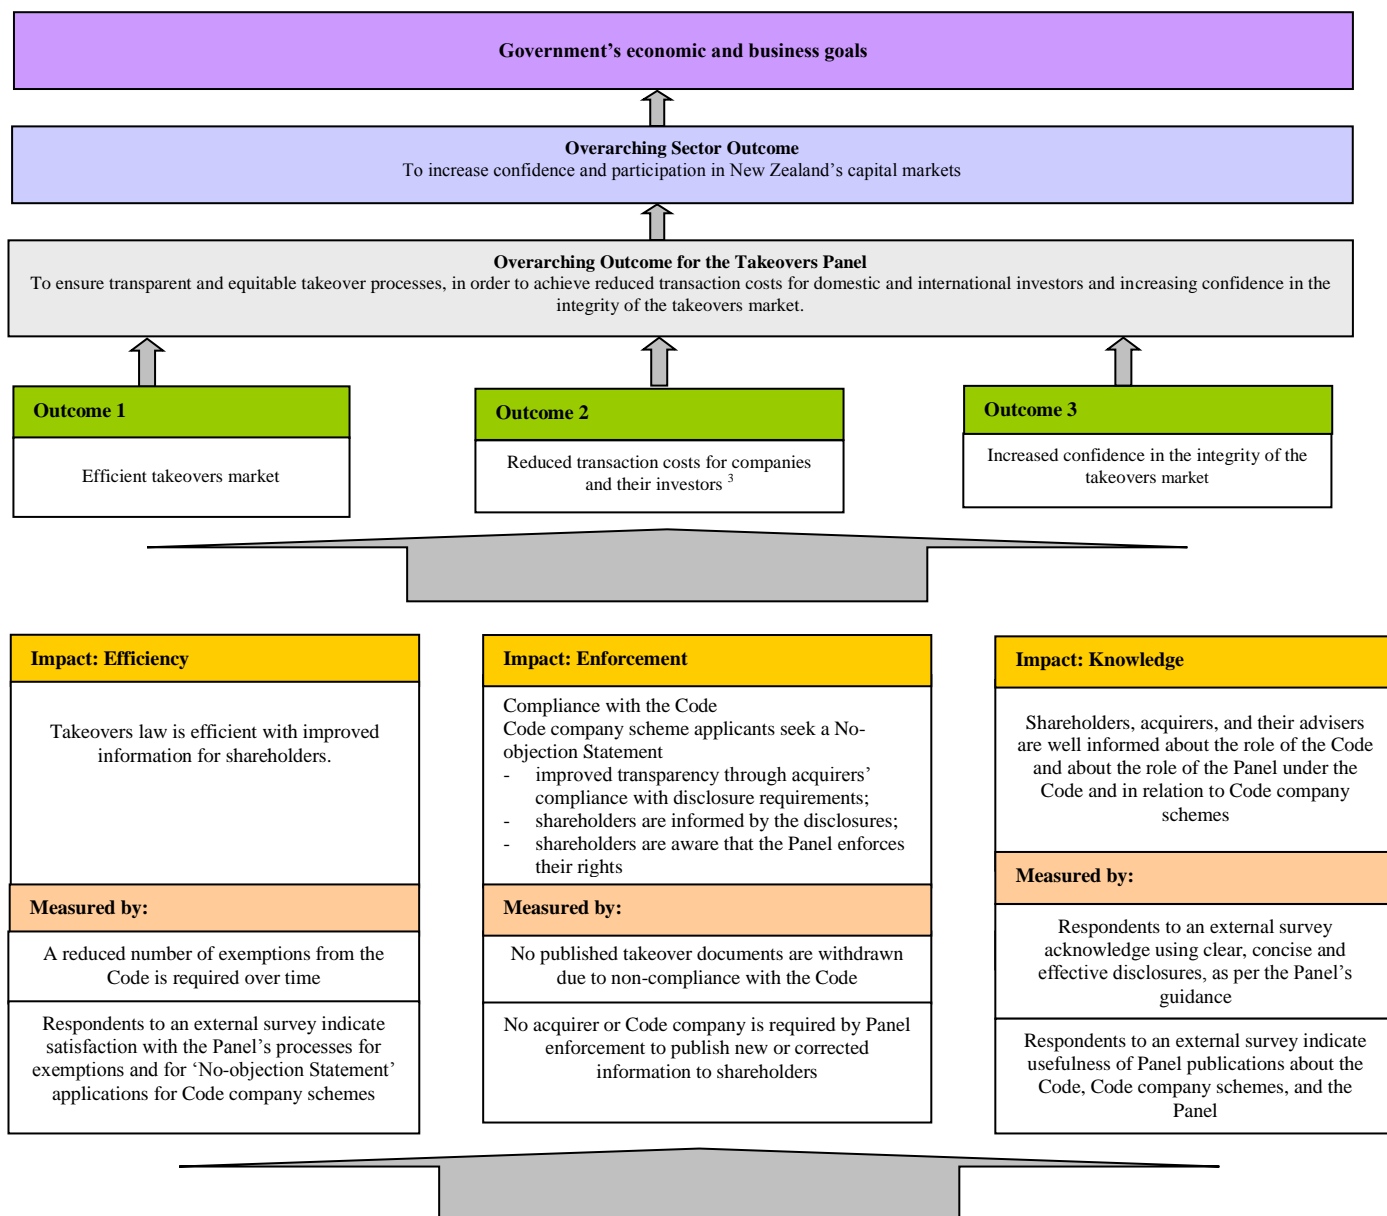 Government’s economic and business goals
Overarching Sector Outcome
To increase confidence and participation in New Zealand’s capital markets
Overarching Outcome for the Takeovers Panel
To ensure transparent and equitable takeover processes, in order to achieve reduced transaction costs for domestic and international investors and increasing confidence in the
integrity of the takeovers market.
Outcome 1
Efficient takeovers market
Outcome 2
Reduced transaction costs for companies
and their investors 3
Outcome 3
Increased confidence in the integrity of the
takeovers market
Impact: Efficiency
Takeovers law is efficient with improved
information for shareholders.
Measured by:
A reduced number of exemptions from the
Code is required over time
Respondents to an external survey indicate
satisfaction with the Panel’s processes for
exemptions and for ‘No-objection Statement’
applications for Code company schemes
Impact: Enforcement
Compliance with the Code
Code company scheme applicants seek a No-
objection Statement
- improved transparency through acquirers’
compliance with disclosure requirements;
- shareholders are informed by the disclosures;
- shareholders are aware that the Panel enforces
their rights
Measured by:
No published takeover documents are withdrawn
due to non-compliance with the Code
No acquirer or Code company is required by Panel
enforcement to publish new or corrected
information to shareholders
Impact: Knowledge
Shareholders, acquirers, and their advisers
are well informed about the role of the Code
and about the role of the Panel under the
Code and in relation to Code company
schemes
Measured by:
Respondents to an external survey
acknowledge using clear, concise and
effective disclosures, as per the Panel’s
guidance
Respondents to an external survey indicate
usefulness of Panel publications about the
Code, Code company schemes, and the
Panel